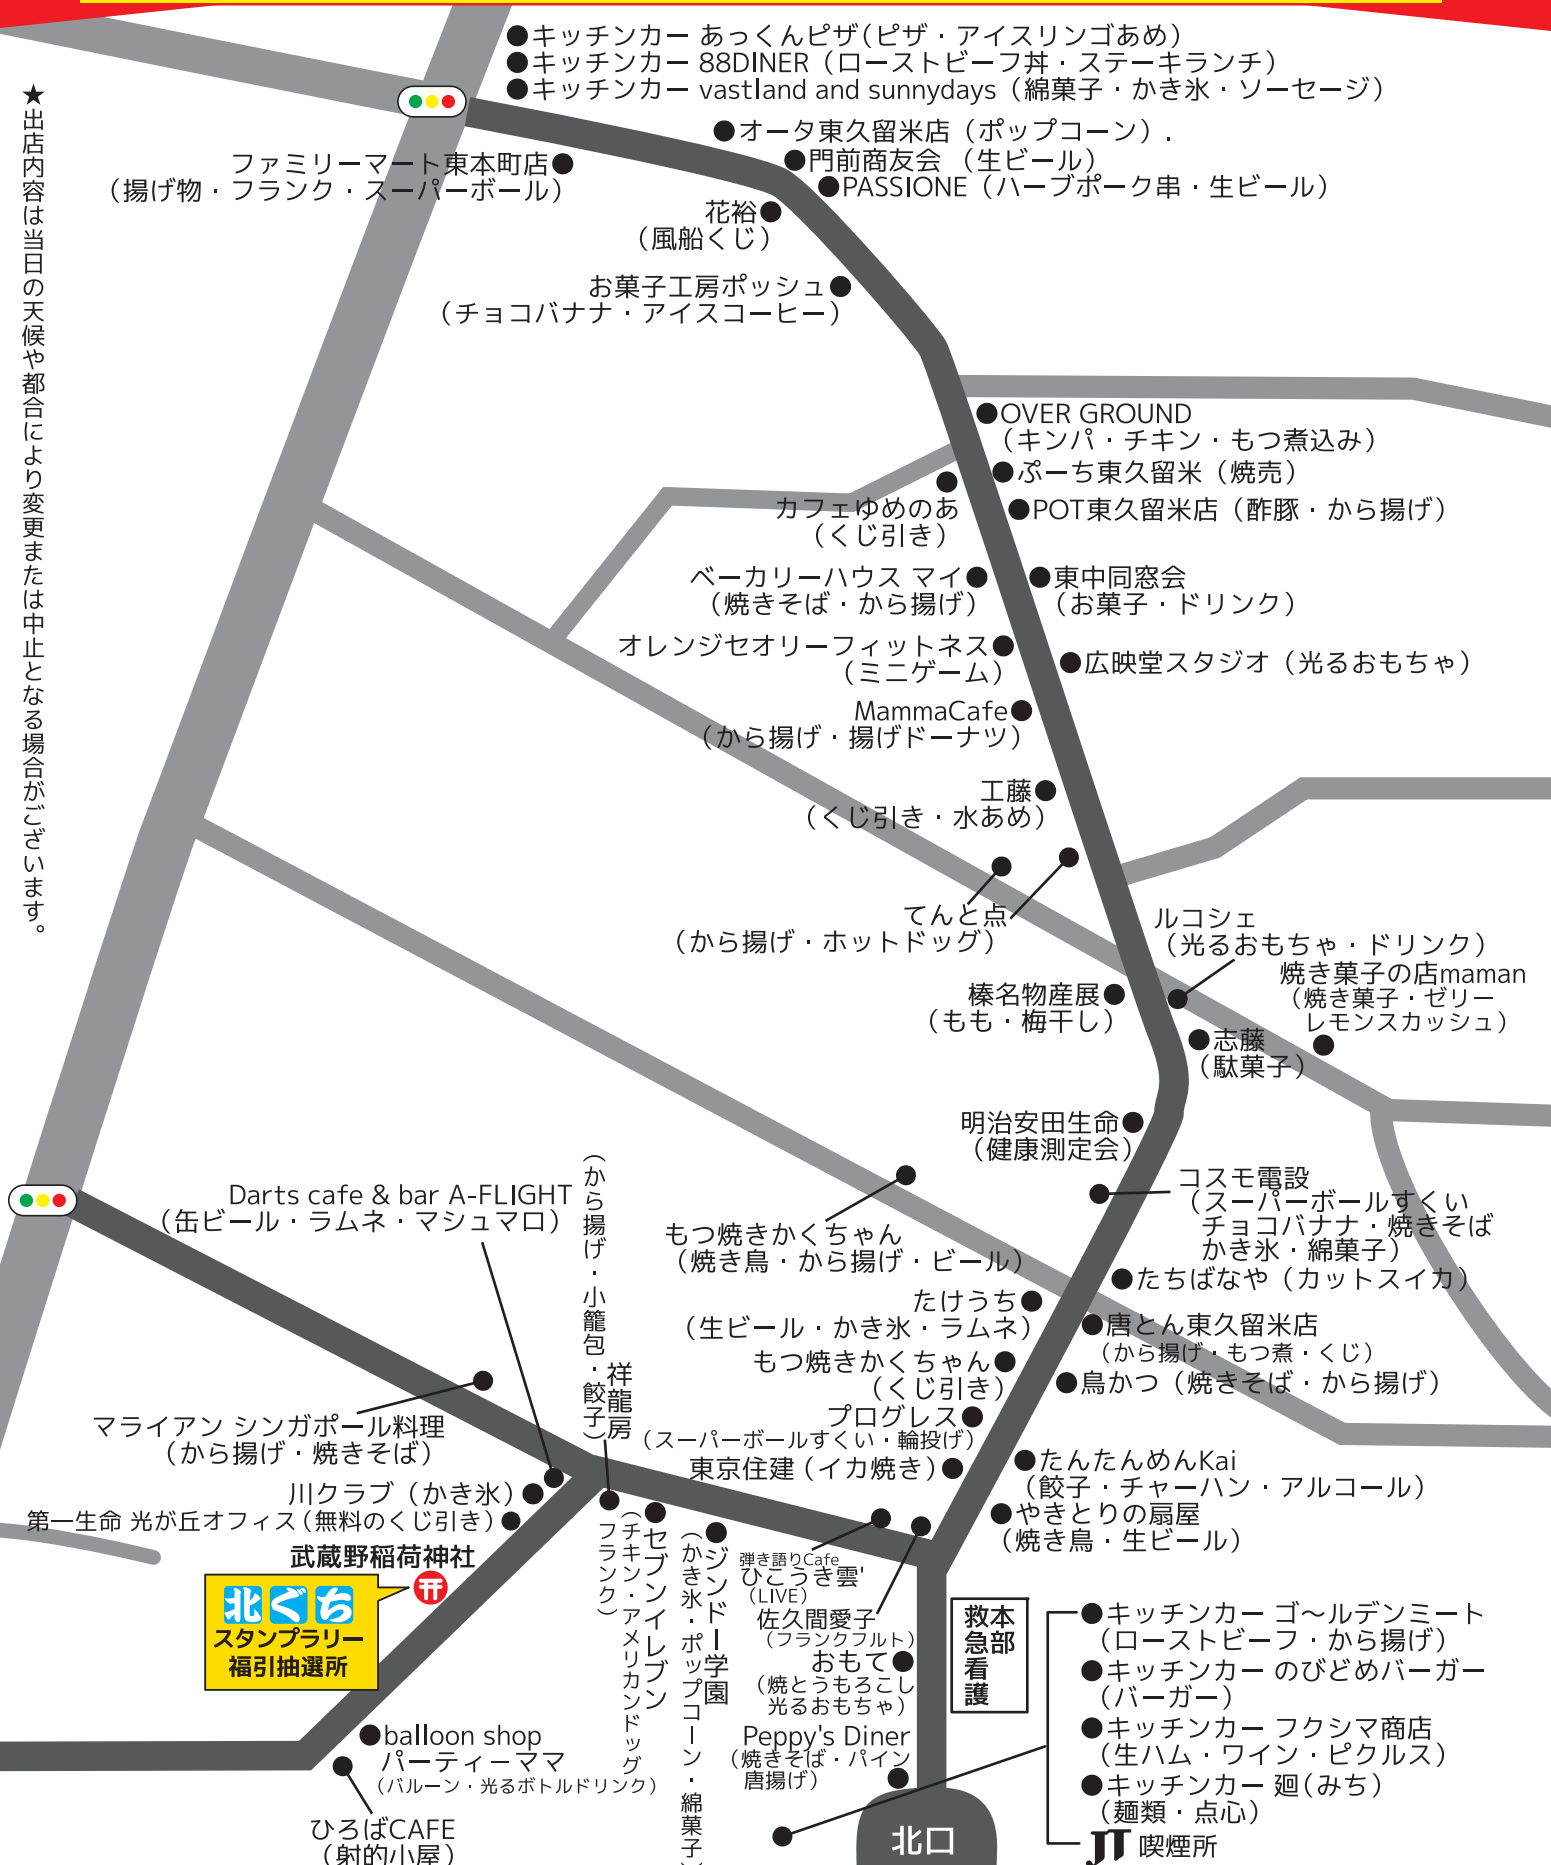 ★出店内容は当日の天候や都合により変更または中止となる場合がございます。
キッチンカー あっくんピザ(ピザ・アイスリンゴあめ)
キッチンカー 88DINER（ローストビーフ丼・ステーキランチ）
キッチンカー vastland and sunnydays（綿菓子・かき氷・ソーセージ）
オータ東久留米店（ポップコーン）.
門前商友会 （生ビール）
PASSIONE（ハーブポーク串・生ビール）
ファミリーマート東本町店
（揚げ物・フランク・スーパーボール）
花裕
（風船くじ）
お菓子工房ポッシュ
（チョコバナナ・アイスコーヒー）
OVER GROUND
（キンパ・チキン・もつ煮込み）
ぷーち東久留米（焼売）
カフェゆめのあ
（くじ引き）
POT東久留米店（酢豚・から揚げ）
ベーカリーハウス マイ
（焼きそば・から揚げ）
東中同窓会
（お菓子・ドリンク）
オレンジセオリーフィットネス
（ミニゲーム）
広映堂スタジオ（光るおもちゃ）
MammaCafe
（から揚げ・揚げドーナツ）
工藤
（くじ引き・水あめ）
てんと点
（から揚げ・ホットドッグ）
ルコシェ
（光るおもちゃ・ドリンク）
焼き菓子の店maman
（焼き菓子・ゼリー
レモンスカッシュ）
榛名物産展
（もも・梅干し）
志藤
（駄菓子）
明治安田生命
（健康測定会）
コスモ電設
（スーパーボールすくい
チョコバナナ・焼きそば
かき氷・綿菓子）
Darts cafe & bar A-FLIGHT
（缶ビール・ラムネ・マシュマロ）
祥龍房
（から揚げ・小籠包・餃子）
もつ焼きかくちゃん
（焼き鳥・から揚げ・ビール）
たちばなや（カットスイカ）
たけうち
（生ビール・かき氷・ラムネ）
唐とん東久留米店
（から揚げ・もつ煮・くじ）
もつ焼きかくちゃん
（くじ引き）
鳥かつ（焼きそば・から揚げ）
プログレス
（スーパーボールすくい・輪投げ）
東京住建（イカ焼き）
マライアン シンガポール料理
（から揚げ・焼きそば）
たんたんめんKai
（餃子・チャーハン・アルコール）
川クラブ（かき氷）
第一生命 光が丘オフィス（無料のくじ引き）
やきとりの扇屋
（焼き鳥・生ビール）
武蔵野稲荷神社
北ぐち
スタンプラリー
福引抽選所
セブンイレブン
（チキン・アメリカンドッグ
フランク）
ジンドー学園
（かき氷・ポップコーン・綿菓子）
弾き語りCafe
ひこうき雲'
（LIVE）
佐久間愛子
（フランクフルト）
おもて
（焼とうもろこし
光るおもちゃ）
Peppy's Diner
（焼きそば・パイン
唐揚げ）
本部
救急看護
キッチンカー ゴ～ルデンミート
（ローストビーフ・から揚げ）
キッチンカー のびどめバーガー
（バーガー）
キッチンカー フクシマ商店
（生ハム・ワイン・ピクルス）
キッチンカー 廻(みち)
（麺類・点心）
JT 喫煙所
balloon shop
パーティーママ
（バルーン・光るボトルドリンク）
ひろばCAFE
（射的小屋）
北口